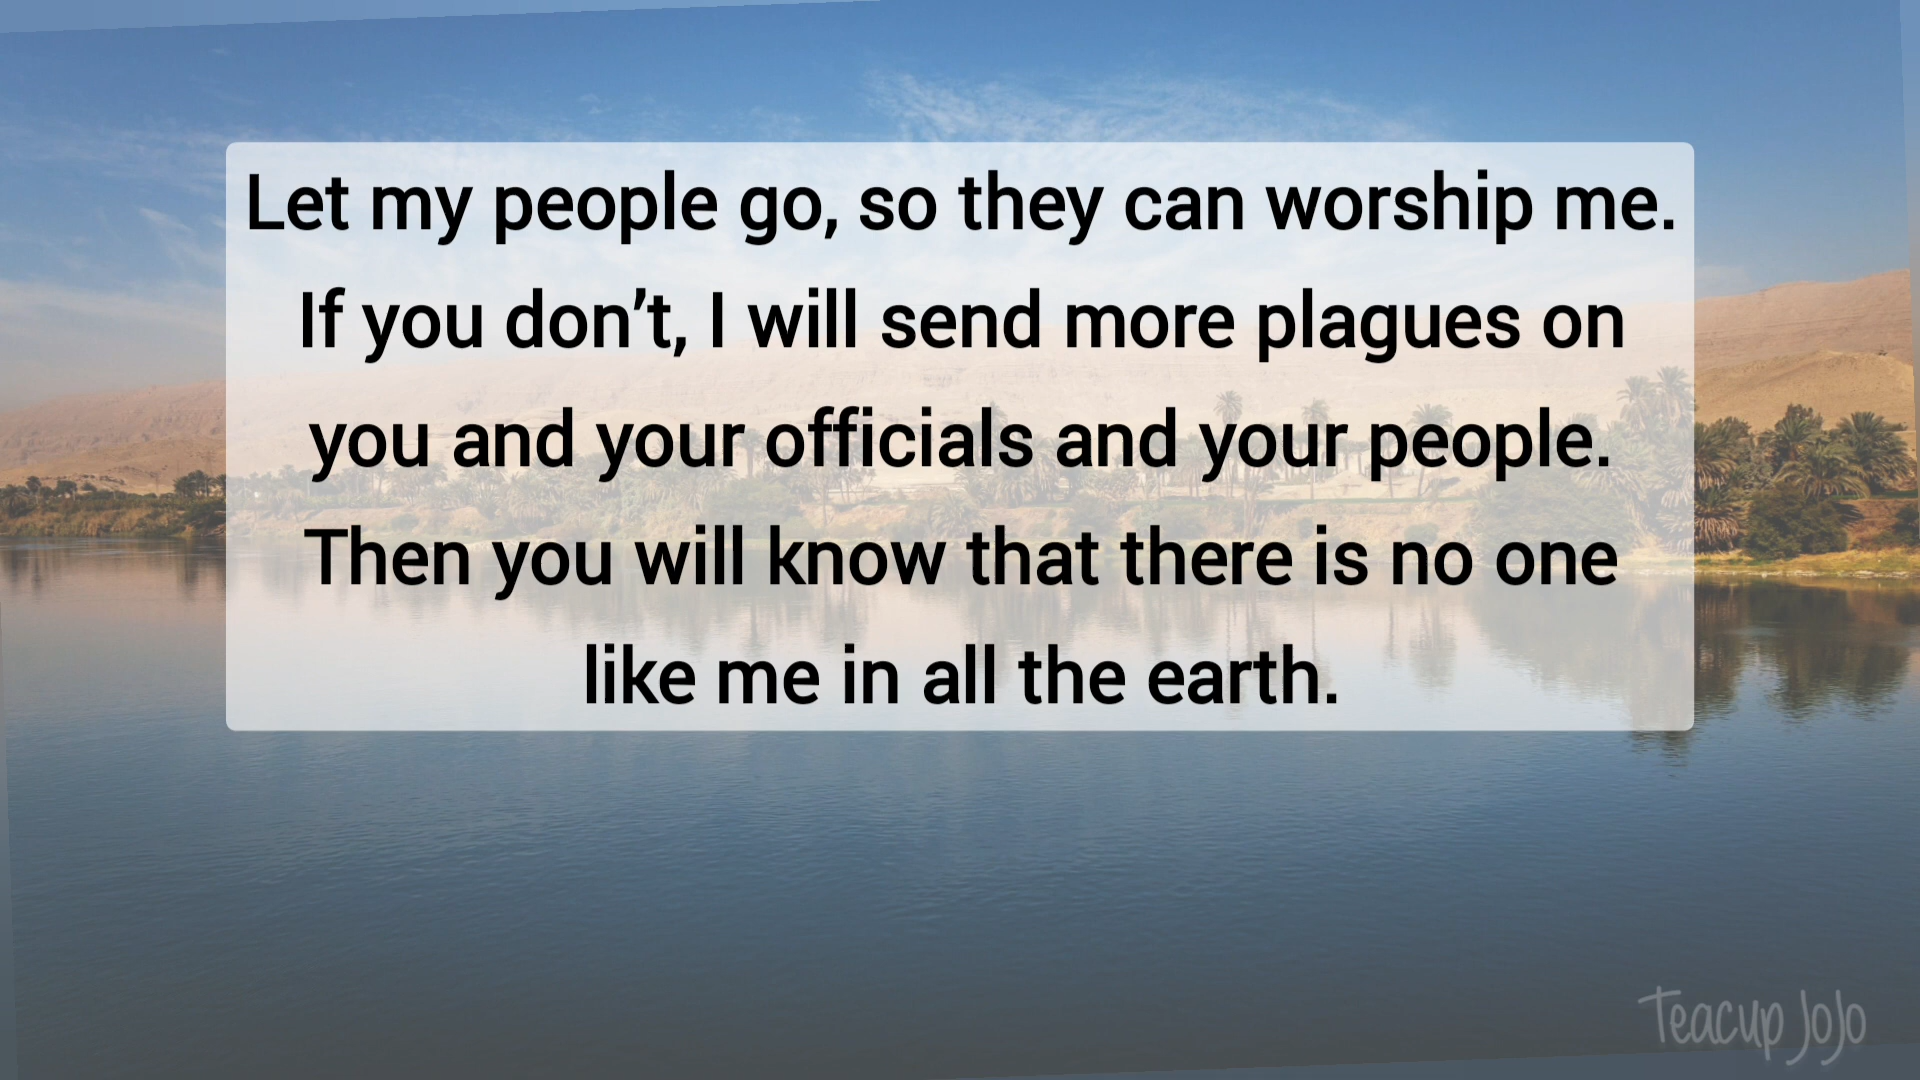 Let my people go, so they can worship me.
If you don’t, I will send more plagues on
you and your officials and your people.
Then you will know that there is no one
like me in all the earth.
Teacup JoJo